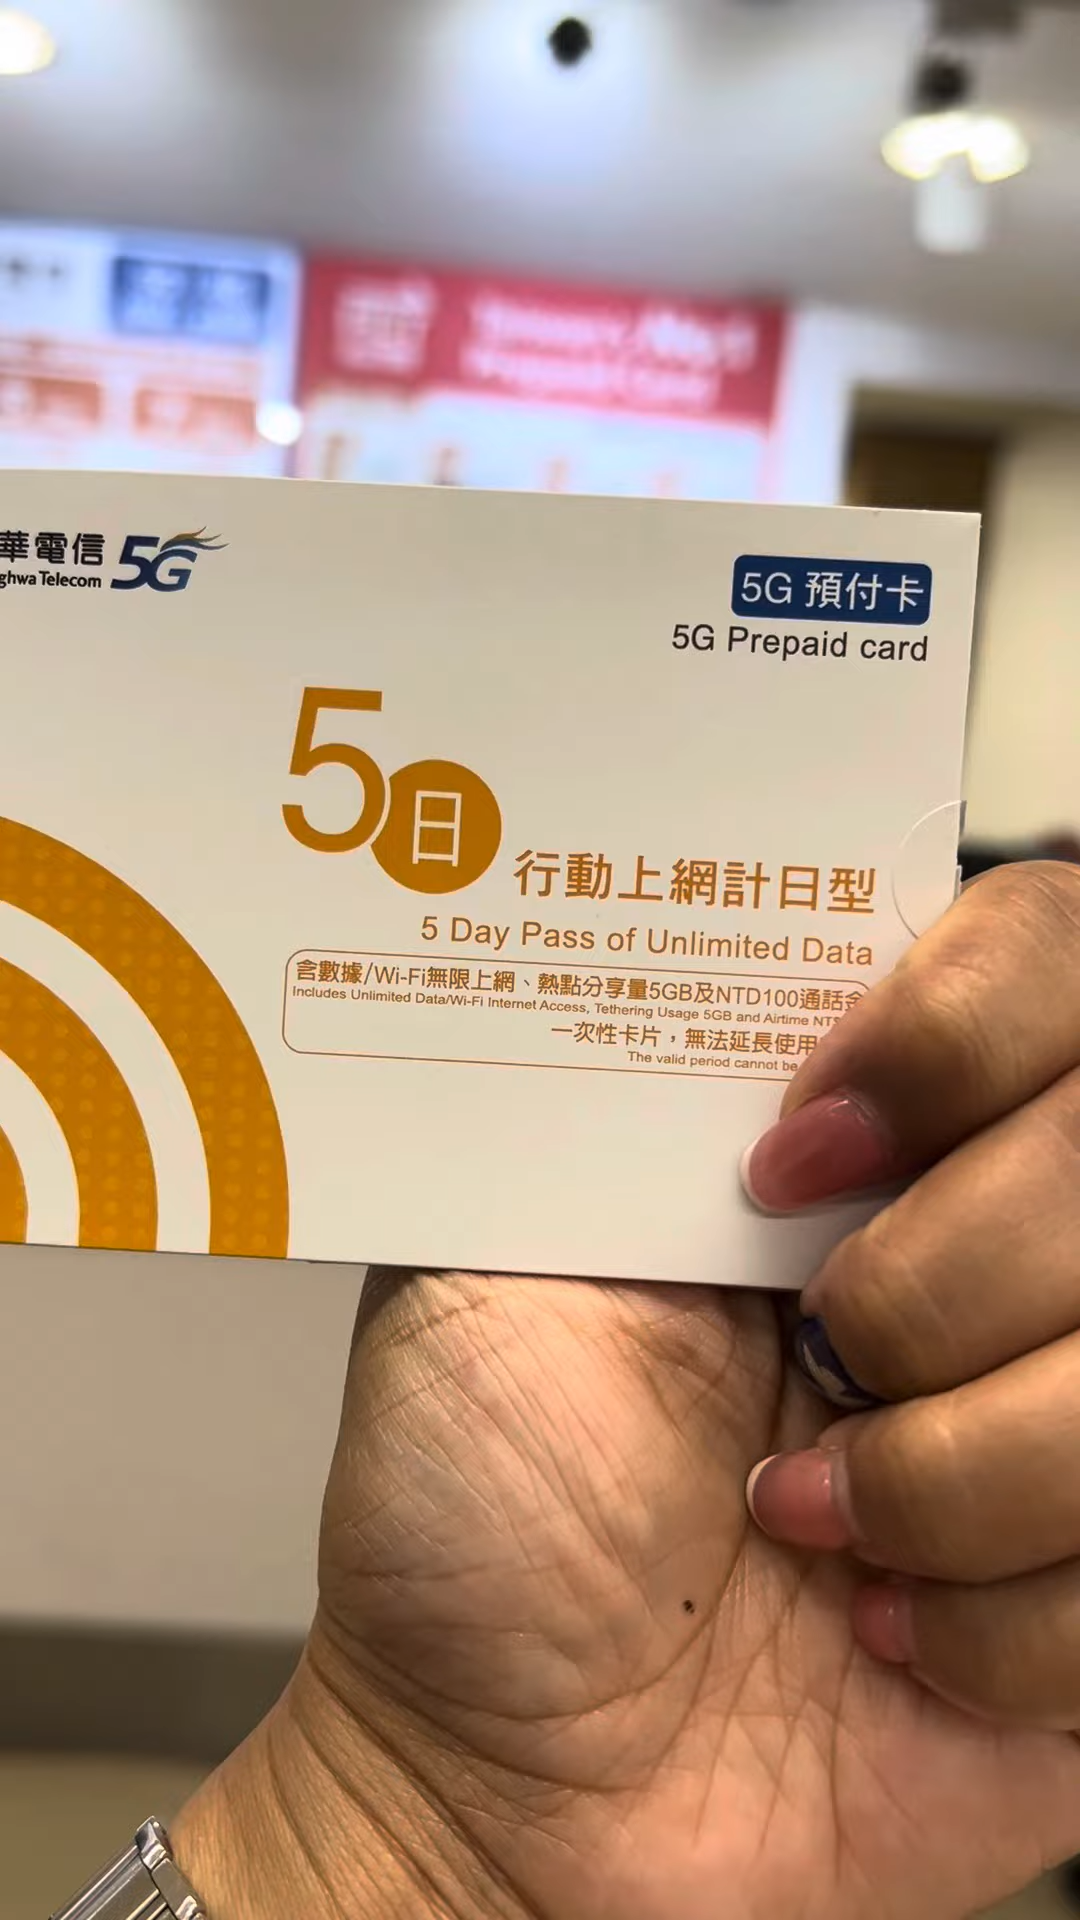 華電信 5G
ghwa Telecom
5G 預付卡
5G Prepaid card
5日 行動上網計日型
5 Day Pass of Unlimited Data
含數據/Wi-Fi無限上網、熱點分享量5GB及NTD100通話金
Includes Unlimited Data/Wi-Fi Internet Access, Tethering Usage 5GB and Airtime NT$
一次性卡片，無法延長使用
The valid period cannot be